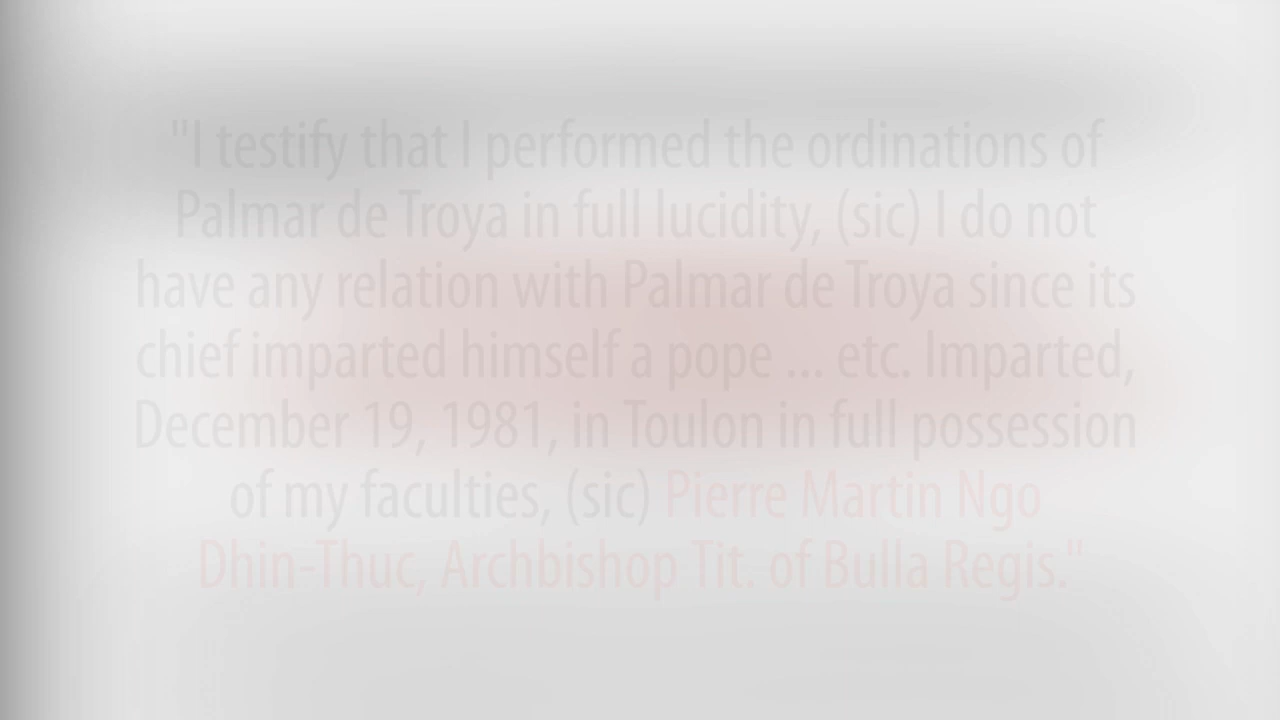 "I testify that I performed the ordinations of
Palmar de Troya in full lucidity, (sic) I do not
have any relation with Palmar de Troya since its
chief imparted himself a pope ... etc. Imparted,
December 19, 1981, in Toulon in full possession
of my faculties, (sic) Pierre Martin Ngo
Dhin-Thuc, Archbishop Tit. of Bulla Regis."